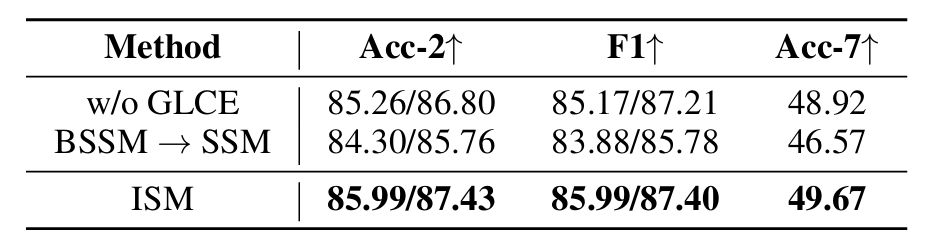 Method Acc-2↑ F1↑ Acc-7↑
w/o GLCE 85.26/86.80 85.17/87.21 48.92
BSSM → SSM 84.30/85.76 83.88/85.78 46.57
ISM 85.99/87.43 85.99/87.40 49.67